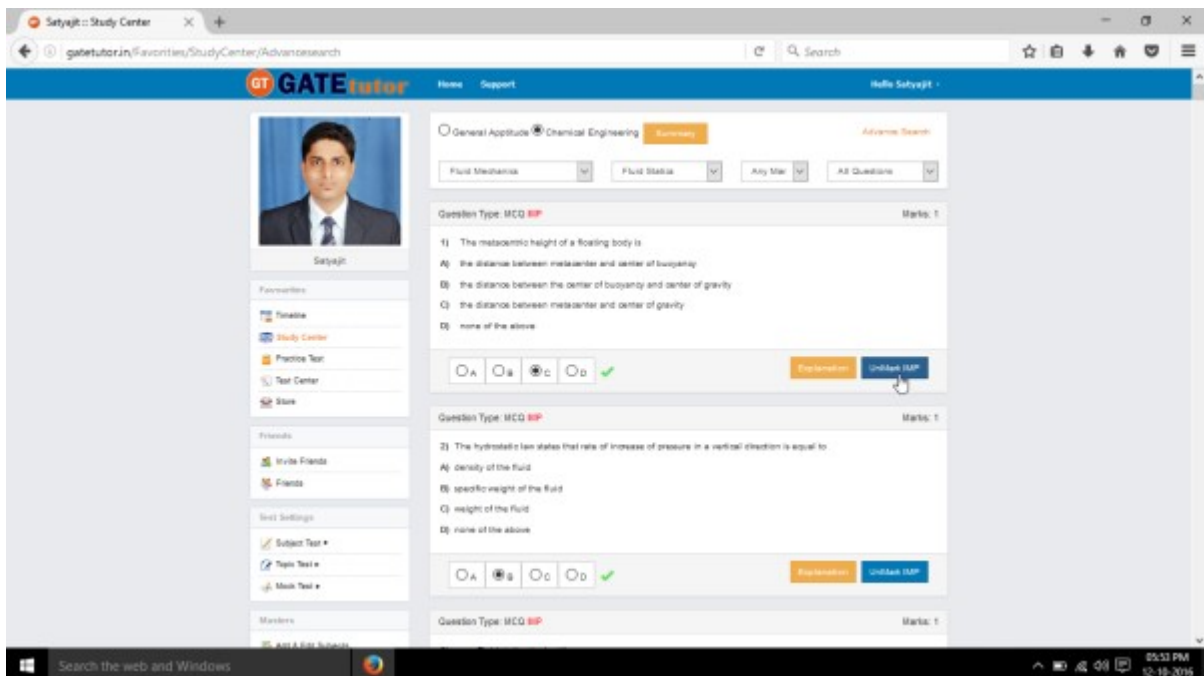 Satyajit :: Study Center
gatetutor.in/Favorities/StudyCenter/Advancesearch
Search
GT GATEtutor
Home Support
Hello Satyajit
Satyajit
Favourites
Timeline
Study Center
Practice Test
Test Center
Store
Friends
Invite Friends
Friends
Test Settings
Subject Test
Topic Test
Mock Test
Masters
Add & Edit Subjects
General Apptitude Chemical Engineering Summary Advance Search
Fluid Mechanics Fluid Statics Any Mar All Questions
Question Type: MCQ IMP Marks: 1
1) The metacentric height of a floating body is
A) the distance between metacenter and center of buoyancy
B) the distance between the center of buoyancy and center of gravity
C) the distance between metacenter and center of gravity
D) none of the above
A B C D Explanation UnMark IMP
Question Type: MCQ IMP Marks: 1
2) The hydrostatic law states that rate of increase of pressure in a vertical direction is equal to
A) density of the fluid
B) specific weight of the fluid
C) weight of the fluid
D) none of the above
A B C D Explanation UnMark IMP
Question Type: MCQ IMP Marks: 1
Search the web and Windows
05:53 PM
12-10-2016